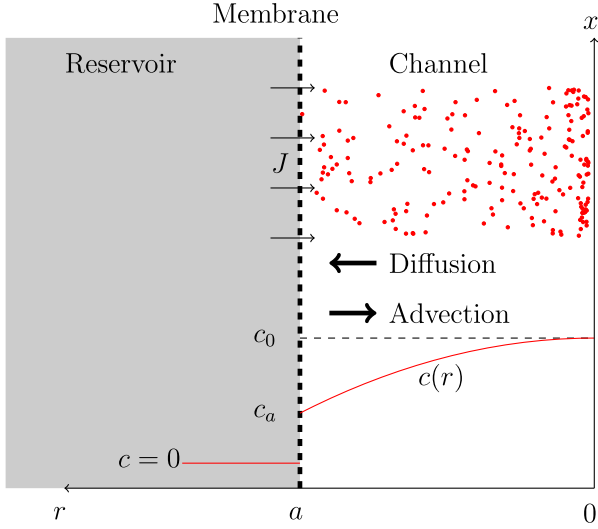 Membrane
x
Reservoir
Channel
J
Diffusion
Advection
c₀
c(r)
cₐ
c = 0
r
a
0